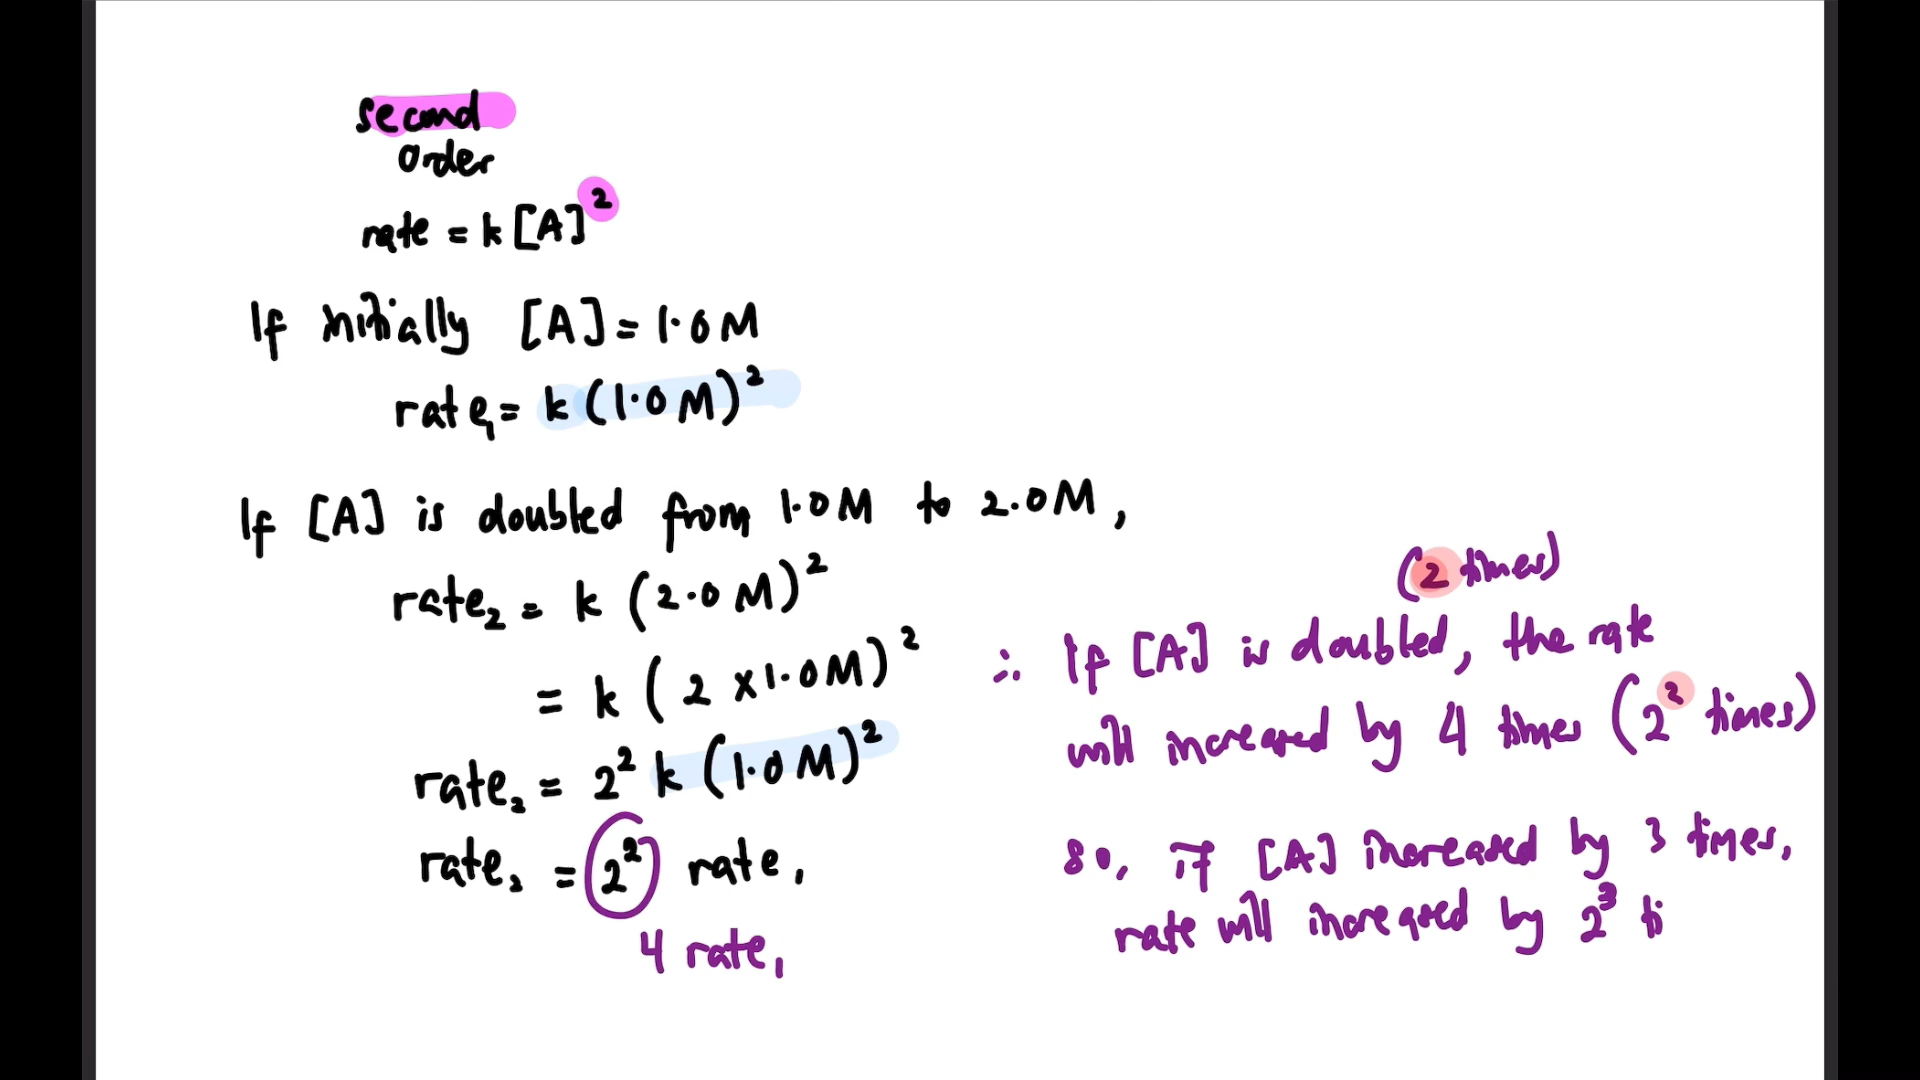 second
order
rate = k [A]²
If initially [A] = 1.0 M
rate₁ = k (1.0 M)²
If [A] is doubled from 1.0 M to 2.0 M,
rate₂ = k (2.0 M)²
= k ( 2 × 1.0 M)²
rate₂ = 2² k (1.0 M)²
rate₂ = 2² rate₁
4 rate₁
(2 times)
∴ If [A] is doubled, the rate
will increased by 4 times (2² times)
So, if [A] increased by 3 times,
rate will increased by 2³ ti